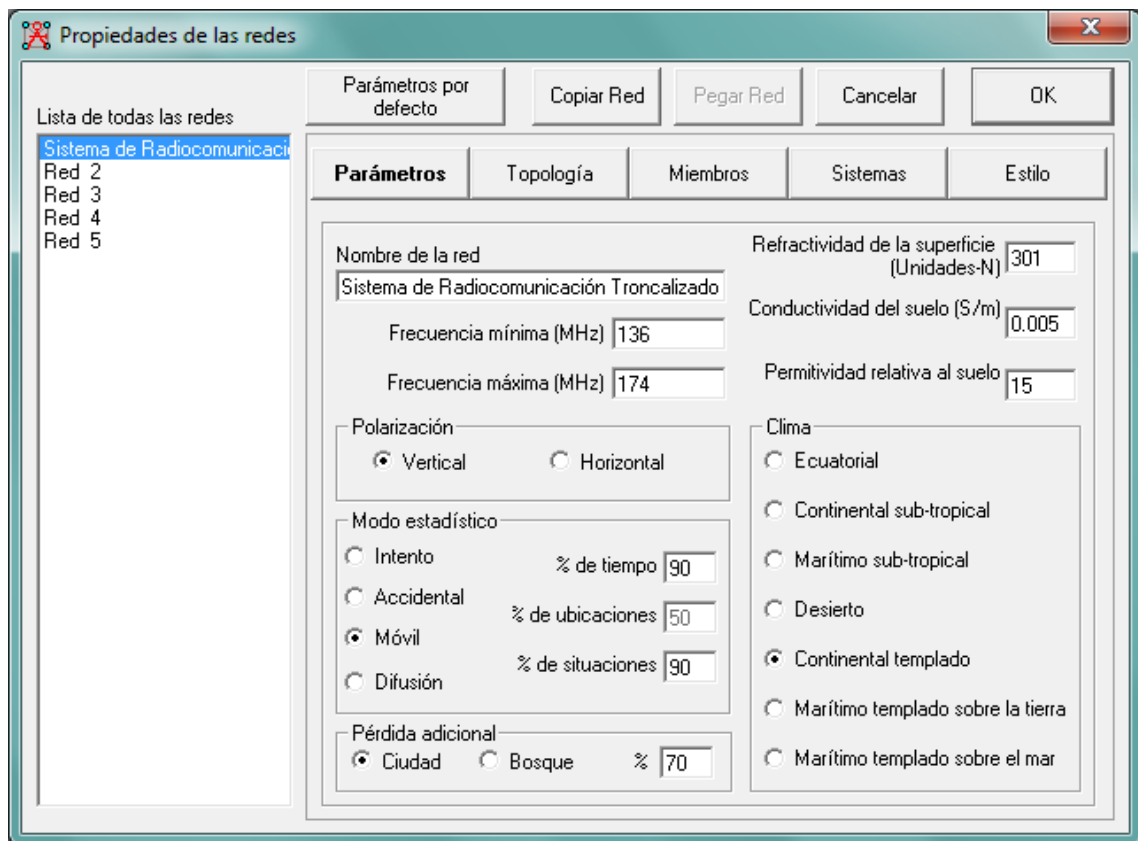 Propiedades de las redes
Parámetros por
defecto
Copiar Red
Pegar Red
Cancelar
OK
Lista de todas las redes
Sistema de Radiocomunicaci
Red 2
Red 3
Red 4
Red 5
Parámetros
Topología
Miembros
Sistemas
Estilo
Nombre de la red
Sistema de Radiocomunicación Troncalizado
Frecuencia mínima (MHz) 136
Frecuencia máxima (MHz) 174
Refractividad de la superficie
(Unidades-N) 301
Conductividad del suelo (S/m) 0.005
Permitividad relativa al suelo 15
Polarización
Vertical
Horizontal
Modo estadístico
Intento
Accidental
Móvil
Difusión
% de tiempo 90
% de ubicaciones 50
% de situaciones 90
Pérdida adicional
Ciudad
Bosque
% 70
Clima
Ecuatorial
Continental sub-tropical
Marítimo sub-tropical
Desierto
Continental templado
Marítimo templado sobre la tierra
Marítimo templado sobre el mar